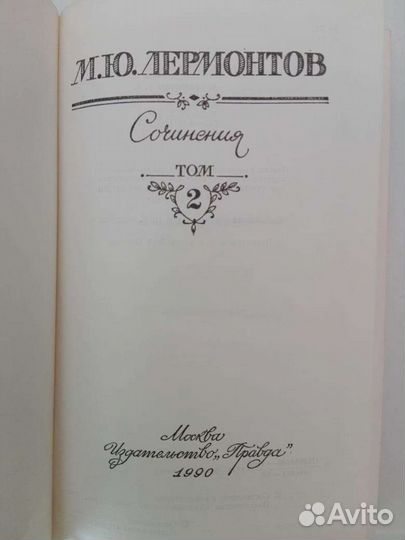 М.Ю. ЛЕРМОНТОВ
Сочинения
ТОМ
2
Москва
Издательство „Правда"
1990
Avito